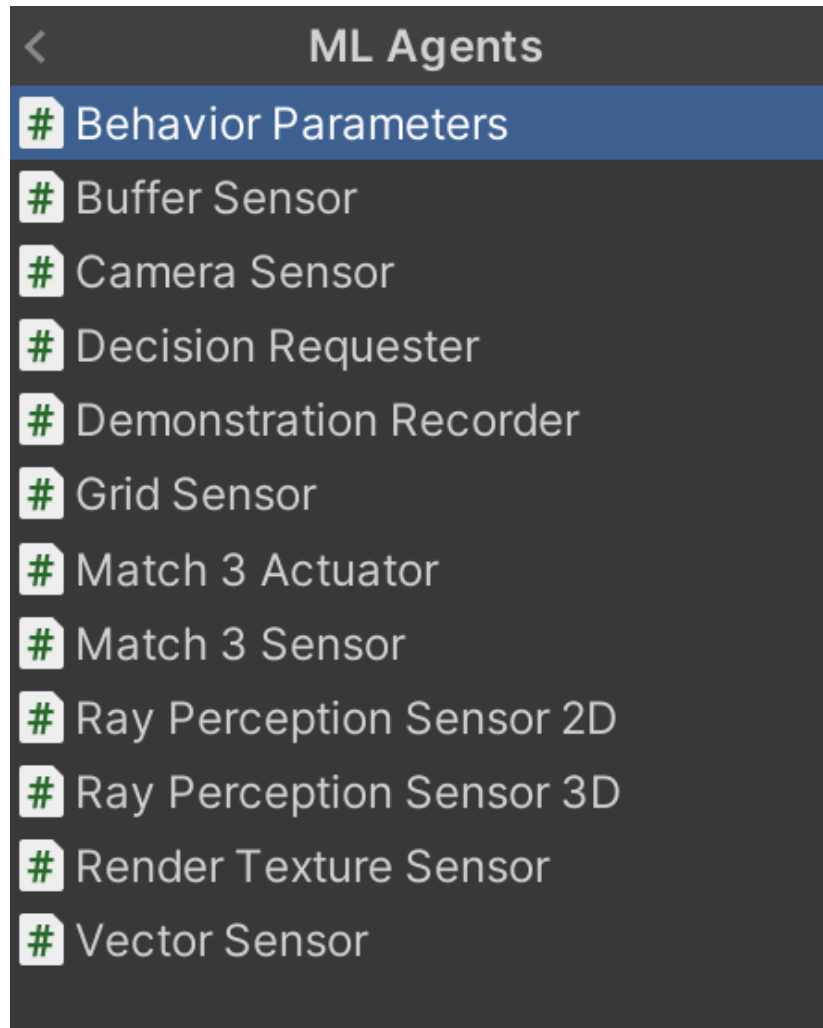 ML Agents
# Behavior Parameters
# Buffer Sensor
# Camera Sensor
# Decision Requester
# Demonstration Recorder
# Grid Sensor
# Match 3 Actuator
# Match 3 Sensor
# Ray Perception Sensor 2D
# Ray Perception Sensor 3D
# Render Texture Sensor
# Vector Sensor